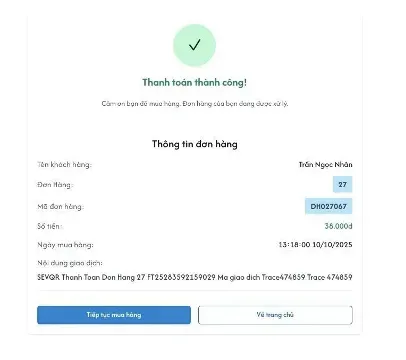 Thanh toán thành công!
Cảm ơn bạn đã mua hàng. Đơn hàng của bạn đang được xử lý.
Thông tin đơn hàng
Tên khách hàng: Trần Ngọc Nhân
Đơn Hàng: 27
Mã đơn hàng: DH027067
Số tiền: 38.000đ
Ngày mua hàng: 13:18:00 10/10/2025
Nội dung giao dịch:
SEVQR Thanh Toan Don Hang 27 FT25283592159029 Ma giao dich Trace474859 Trace 474859
Tiếp tục mua hàng Về trang chủ